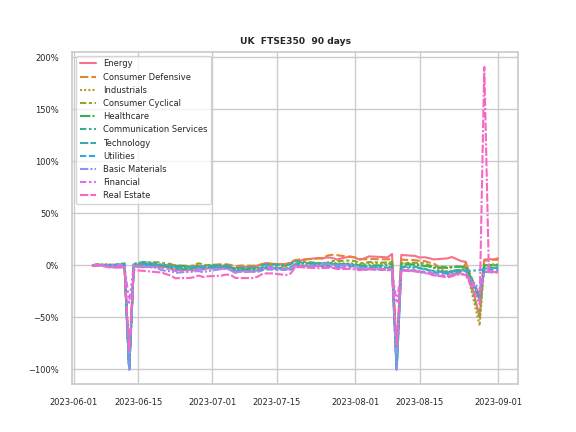 UK FTSE350 90 days
200%
150%
100%
50%
0%
−50%
−100%
Energy
Consumer Defensive
Industrials
Consumer Cyclical
Healthcare
Communication Services
Technology
Utilities
Basic Materials
Financial
Real Estate
2023-06-01 2023-06-15 2023-07-01 2023-07-15 2023-08-01 2023-08-15 2023-09-01